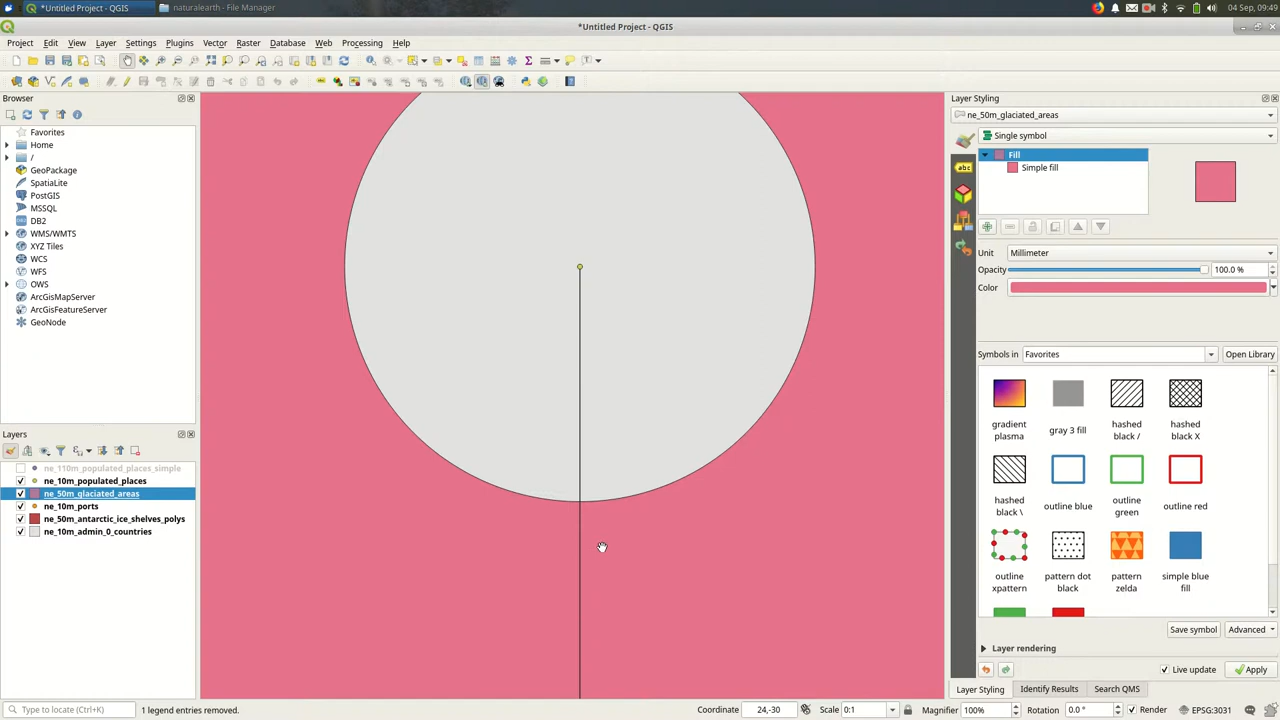 *Untitled Project - QGIS
naturalearth - File Manager
04 Sep, 09:49
*Untitled Project - QGIS
Project Edit View Layer Settings Plugins Vector Raster Database Web Processing Help
Browser
Favorites
Home
/
GeoPackage
SpatiaLite
PostGIS
MSSQL
DB2
WMS/WMTS
XYZ Tiles
WCS
WFS
OWS
ArcGisMapServer
ArcGisFeatureServer
GeoNode
Layers
ne_110m_populated_places_simple
ne_10m_populated_places
ne_50m_glaciated_areas
ne_10m_ports
ne_50m_antarctic_ice_shelves_polys
ne_10m_admin_0_countries
Layer Styling
ne_50m_glaciated_areas
Single symbol
abc
Fill
Simple fill
Unit Millimeter
Opacity 100.0 %
Color
Symbols in Favorites Open Library
gradient plasma
gray 3 fill
hashed black /
hashed black X
hashed black \
outline blue
outline green
outline red
outline xpattern
pattern dot black
pattern zelda
simple blue fill
Save symbol Advanced
Layer rendering
Live update Apply
Layer Styling Identify Results Search QMS
Type to locate (Ctrl+K) 1 legend entries removed. Coordinate 24,-30 Scale 0:1 Magnifier 100% Rotation 0.0 ° Render EPSG:3031